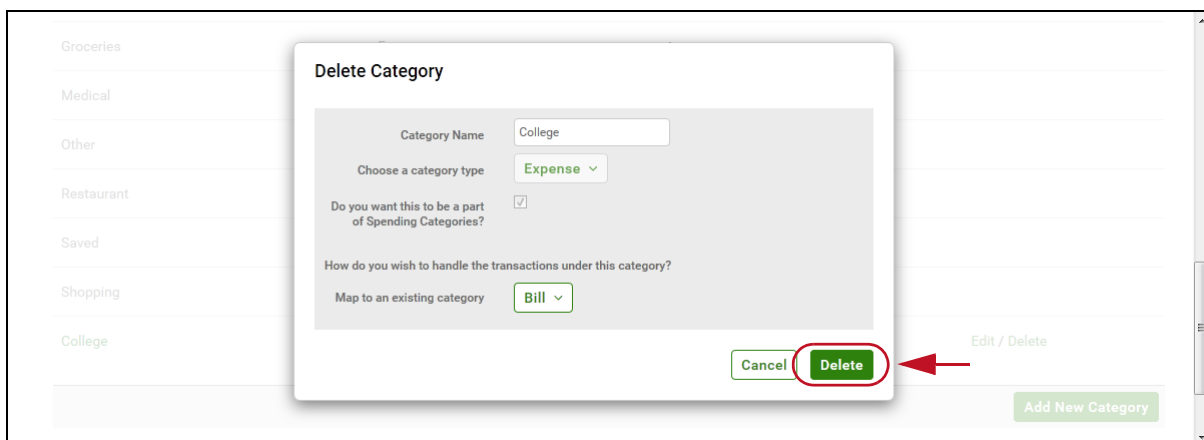 Groceries
Delete Category
Medical
Category Name College
Other
Choose a category type Expense
Restaurant
Do you want this to be a part
of Spending Categories?
Saved
How do you wish to handle the transactions under this category?
Shopping
Map to an existing category Bill
College Edit / Delete
Cancel Delete
Add New Category